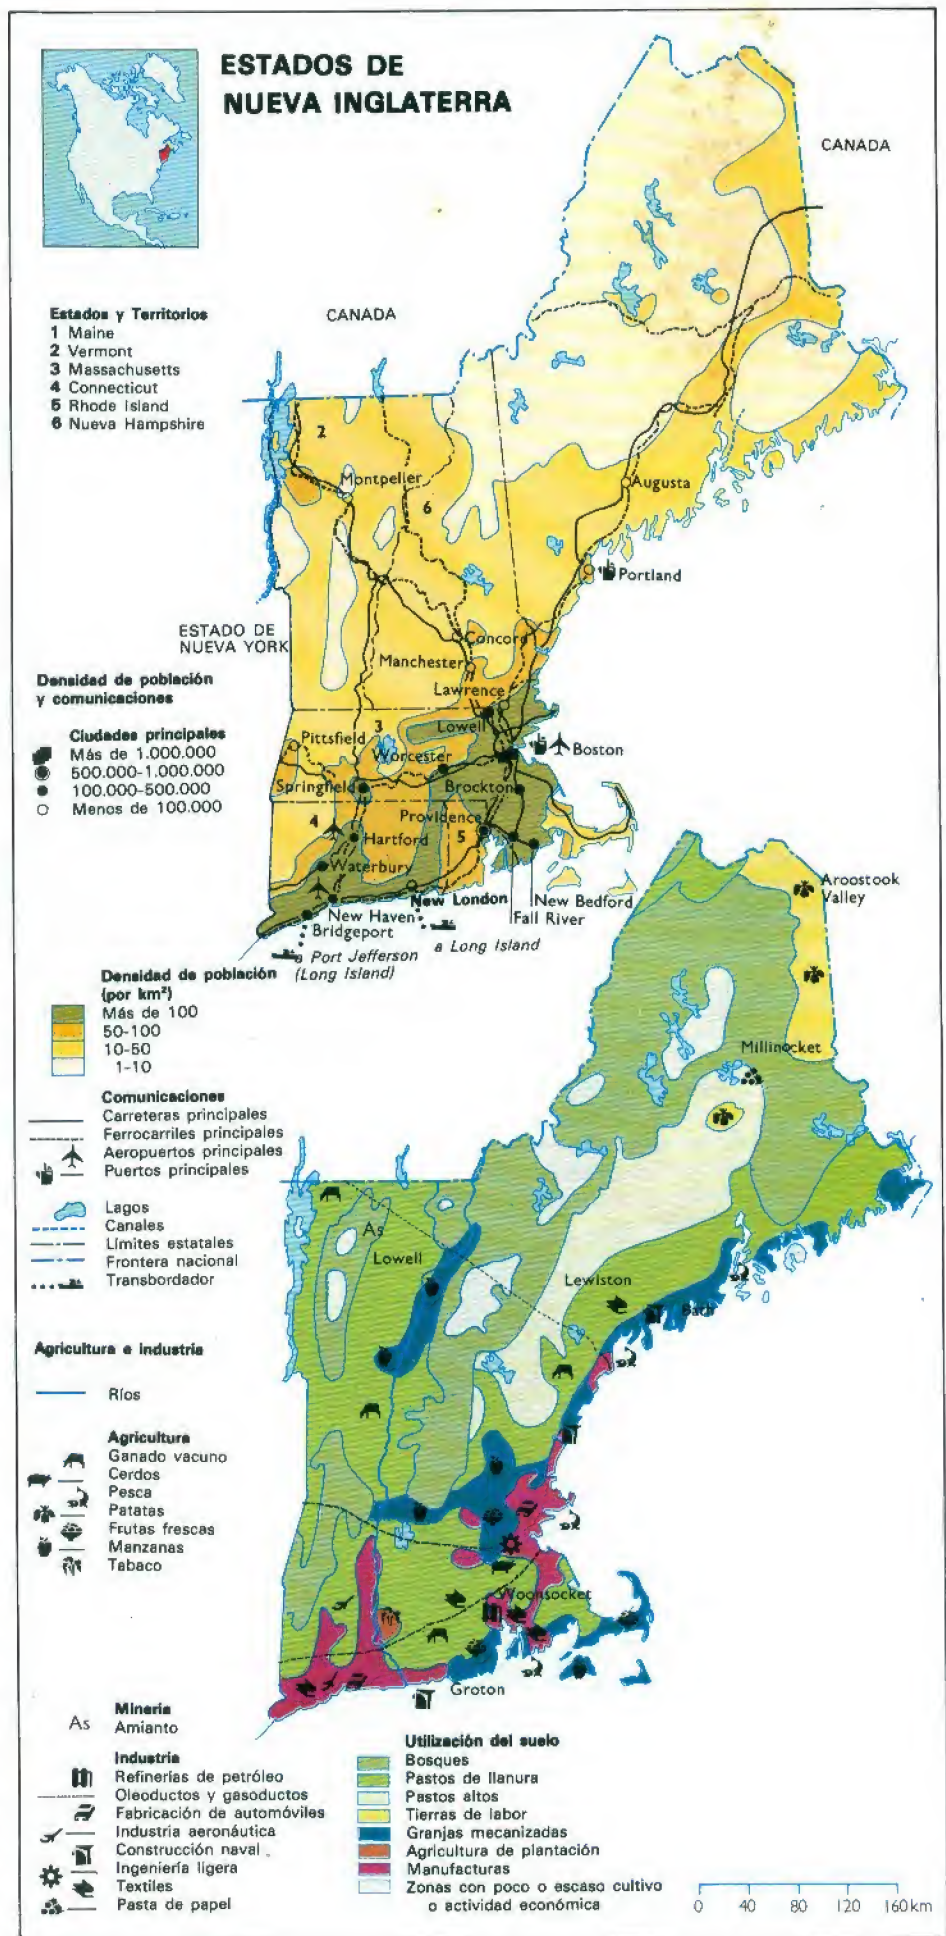 ESTADOS DE
NUEVA INGLATERRA
CANADA
Estados y Territorios
1 Maine
2 Vermont
3 Massachusetts
4 Connecticut
5 Rhode Island
6 Nueva Hampshire
CANADA
2
Montpelier
6
Augusta
Portland
ESTADO DE
NUEVA YORK
Concord
Manchester
Lawrence
Lowell
3
Pittsfield
Worcester
Boston
Springfield
Brockton
Providence
4
5
Hartford
Waterbury
New London
New Bedford
Fall River
New Haven
Bridgeport
a Long Island
a Port Jefferson
(Long Island)
Densidad de población
y comunicaciones
Ciudades principales
Más de 1.000.000
500.000-1.000.000
100.000-500.000
Menos de 100.000
Densidad de población
(por km²)
Más de 100
50-100
10-50
1-10
Comunicaciones
Carreteras principales
Ferrocarriles principales
Aeropuertos principales
Puertos principales
Lagos
Canales
Límites estatales
Frontera nacional
Transbordador
Agricultura e industria
Ríos
Agricultura
Ganado vacuno
Cerdos
Pesca
Patatas
Frutas frescas
Manzanas
Tabaco
Aroostook
Valley
Millinocket
As
Lowell
Lewiston
Bath
Woonsocket
Groton
Minería
As Amianto
Industria
Refinerías de petróleo
Oleoductos y gasoductos
Fabricación de automóviles
Industria aeronáutica
Construcción naval
Ingeniería ligera
Textiles
Pasta de papel
Utilización del suelo
Bosques
Pastos de llanura
Pastos altos
Tierras de labor
Granjas mecanizadas
Agricultura de plantación
Manufacturas
Zonas con poco o escaso cultivo
o actividad económica
0 40 80 120 160 km